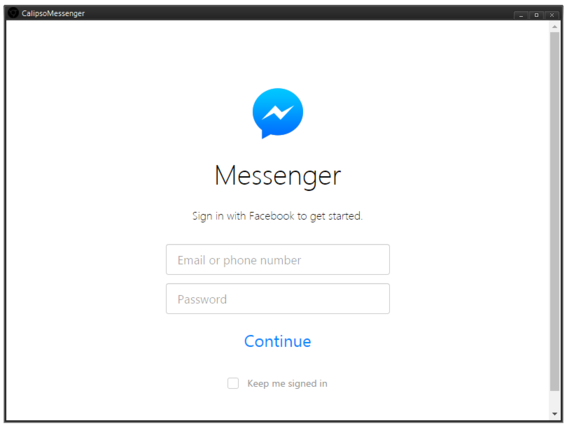 CalipsoMessenger
Messenger
Sign in with Facebook to get started.
Email or phone number
Password
Continue
Keep me signed in